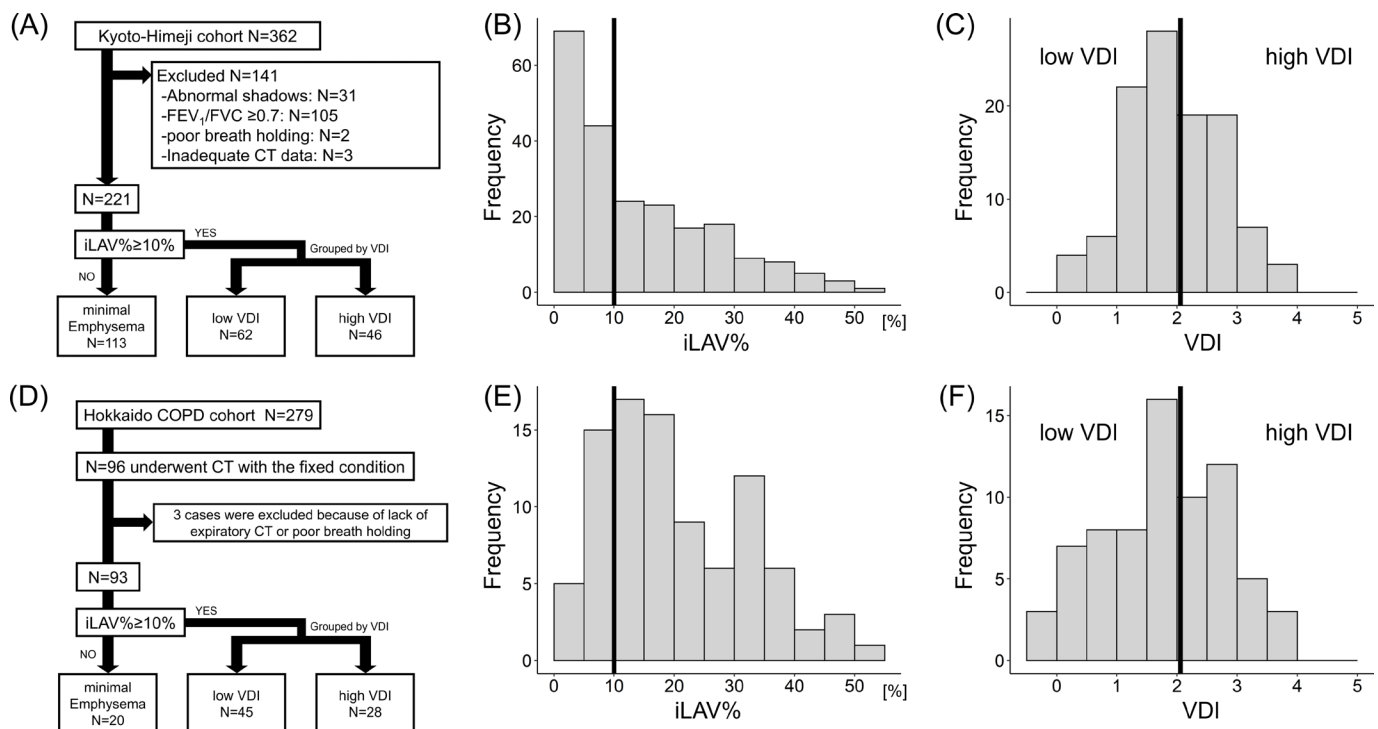 (A)
Kyoto-Himeji cohort N=362
Excluded N=141
-Abnormal shadows: N=31
-FEV₁/FVC ≥0.7: N=105
-poor breath holding: N=2
-Inadequate CT data: N=3
N=221
iLAV%≥10%
YES
Grouped by VDI
NO
minimal
Emphysema
N=113
low VDI
N=62
high VDI
N=46
(B)
Frequency
60
40
20
0
0 10 20 30 40 50 [%]
iLAV%
(C)
low VDI high VDI
Frequency
20
10
0
0 1 2 3 4 5
VDI
(D)
Hokkaido COPD cohort N=279
N=96 underwent CT with the fixed condition
3 cases were excluded because of lack of
expiratory CT or poor breath holding
N=93
iLAV%≥10%
YES
Grouped by VDI
NO
minimal
Emphysema
N=20
low VDI
N=45
high VDI
N=28
(E)
Frequency
15
10
5
0
0 10 20 30 40 50 [%]
iLAV%
(F)
low VDI high VDI
Frequency
15
10
5
0
0 1 2 3 4 5
VDI